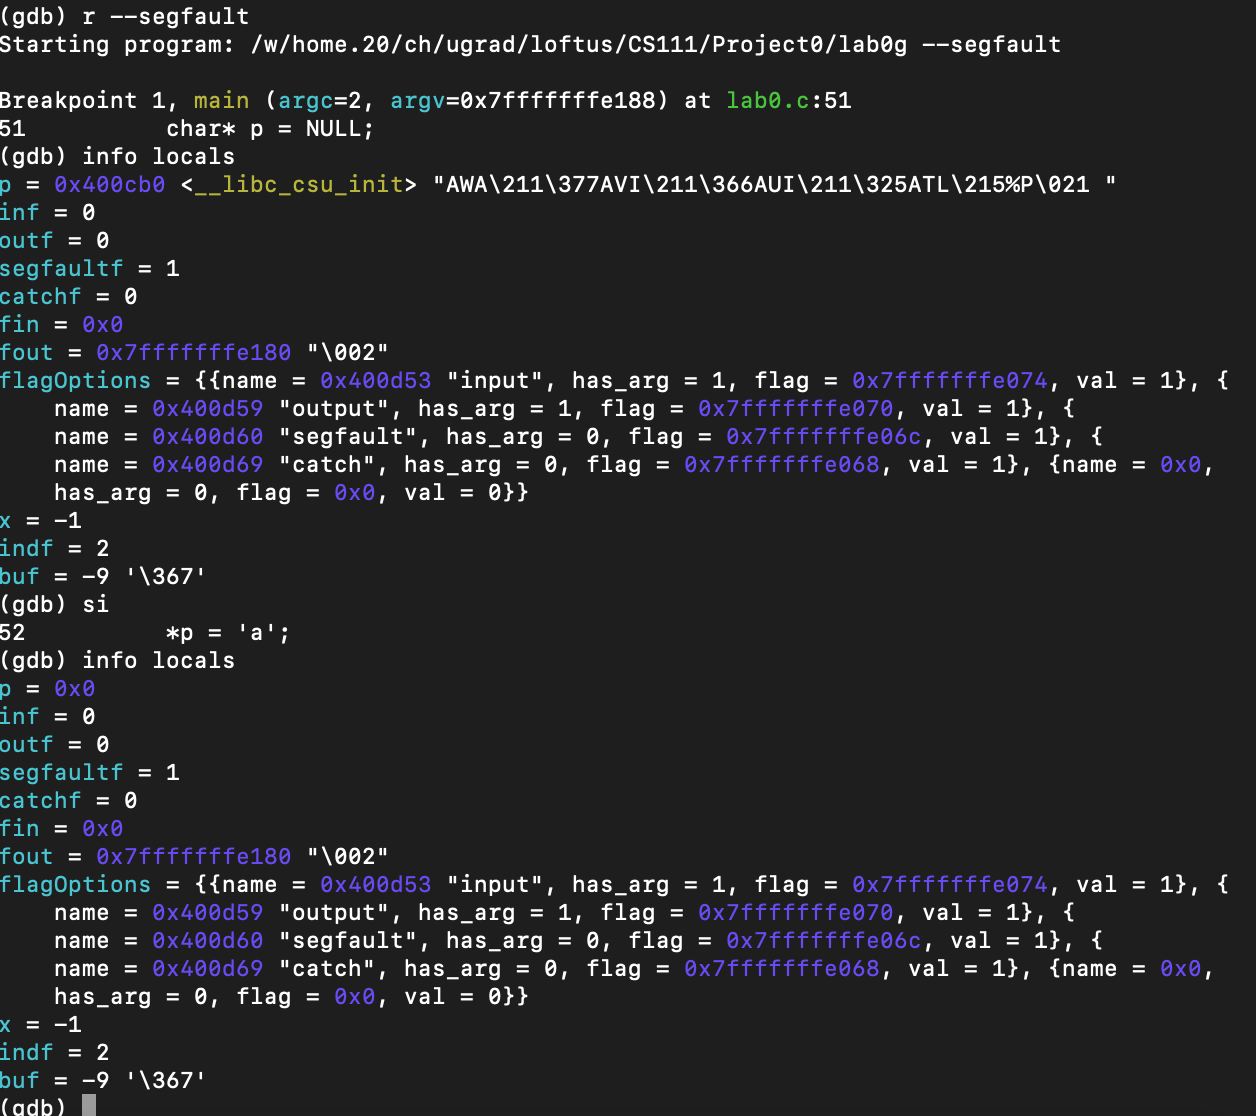 (gdb) r --segfault
Starting program: /w/home.20/ch/ugrad/loftus/CS111/Project0/lab0g --segfault
Breakpoint 1, main (argc=2, argv=0x7fffffffe188) at lab0.c:51
51          char* p = NULL;
(gdb) info locals
p = 0x400cb0 <__libc_csu_init> "AWA\211\377AVI\211\366AUI\211\325ATL\215%P\021 "
inf = 0
outf = 0
segfaultf = 1
catchf = 0
fin = 0x0
fout = 0x7fffffffe180 "\002"
flagOptions = {{name = 0x400d53 "input", has_arg = 1, flag = 0x7fffffffe074, val = 1}, {
    name = 0x400d59 "output", has_arg = 1, flag = 0x7fffffffe070, val = 1}, {
    name = 0x400d60 "segfault", has_arg = 0, flag = 0x7fffffffe06c, val = 1}, {
    name = 0x400d69 "catch", has_arg = 0, flag = 0x7fffffffe068, val = 1}, {name = 0x0,
    has_arg = 0, flag = 0x0, val = 0}}
x = -1
indf = 2
buf = -9 '\367'
(gdb) si
52          *p = 'a';
(gdb) info locals
p = 0x0
inf = 0
outf = 0
segfaultf = 1
catchf = 0
fin = 0x0
fout = 0x7fffffffe180 "\002"
flagOptions = {{name = 0x400d53 "input", has_arg = 1, flag = 0x7fffffffe074, val = 1}, {
    name = 0x400d59 "output", has_arg = 1, flag = 0x7fffffffe070, val = 1}, {
    name = 0x400d60 "segfault", has_arg = 0, flag = 0x7fffffffe06c, val = 1}, {
    name = 0x400d69 "catch", has_arg = 0, flag = 0x7fffffffe068, val = 1}, {name = 0x0,
    has_arg = 0, flag = 0x0, val = 0}}
x = -1
indf = 2
buf = -9 '\367'
(gdb)